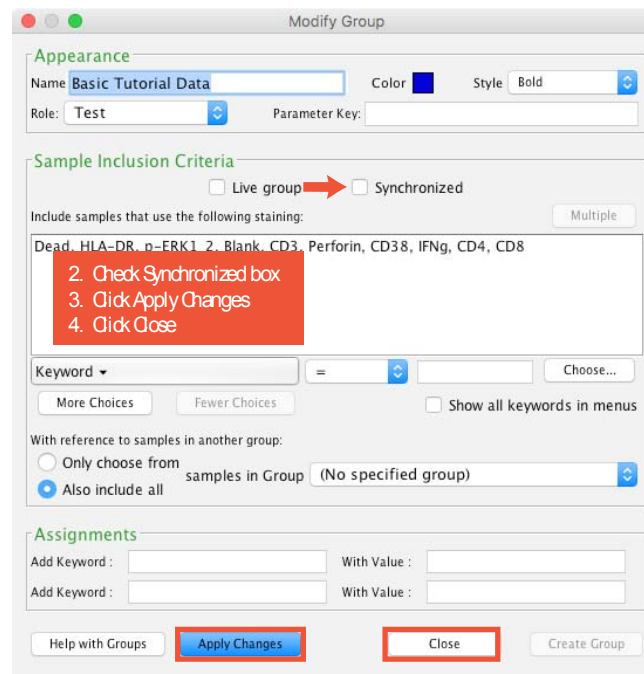 Modify Group
Appearance
Name Basic Tutorial Data Color Style Bold
Role: Test Parameter Key:
Sample Inclusion Criteria
Live group Synchronized
Include samples that use the following staining: Multiple
Dead, HLA-DR, p-ERK1_2, Blank, CD3, Perforin, CD38, IFNg, CD4, CD8
2. Check Synchronized box
3. Click Apply Changes
4. Click Close
Keyword = Choose...
More Choices Fewer Choices Show all keywords in menus
With reference to samples in another group:
Only choose from
samples in Group (No specified group)
Also include all
Assignments
Add Keyword : With Value :
Add Keyword : With Value :
Help with Groups Apply Changes Close Create Group